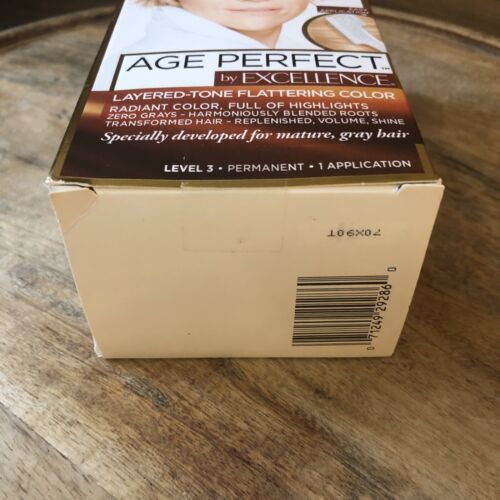 AGE PERFECT™
by EXCELLENCE
LAYERED-TONE FLATTERING COLOR
RADIANT COLOR, FULL OF HIGHLIGHTS
ZERO GRAYS - HARMONIOUSLY BLENDED ROOTS
TRANSFORMED HAIR - REPLENISHED, VOLUME, SHINE
Specially developed for mature, gray hair
LEVEL 3 • PERMANENT • 1 APPLICATION
70X90T
0 71249 29286 0